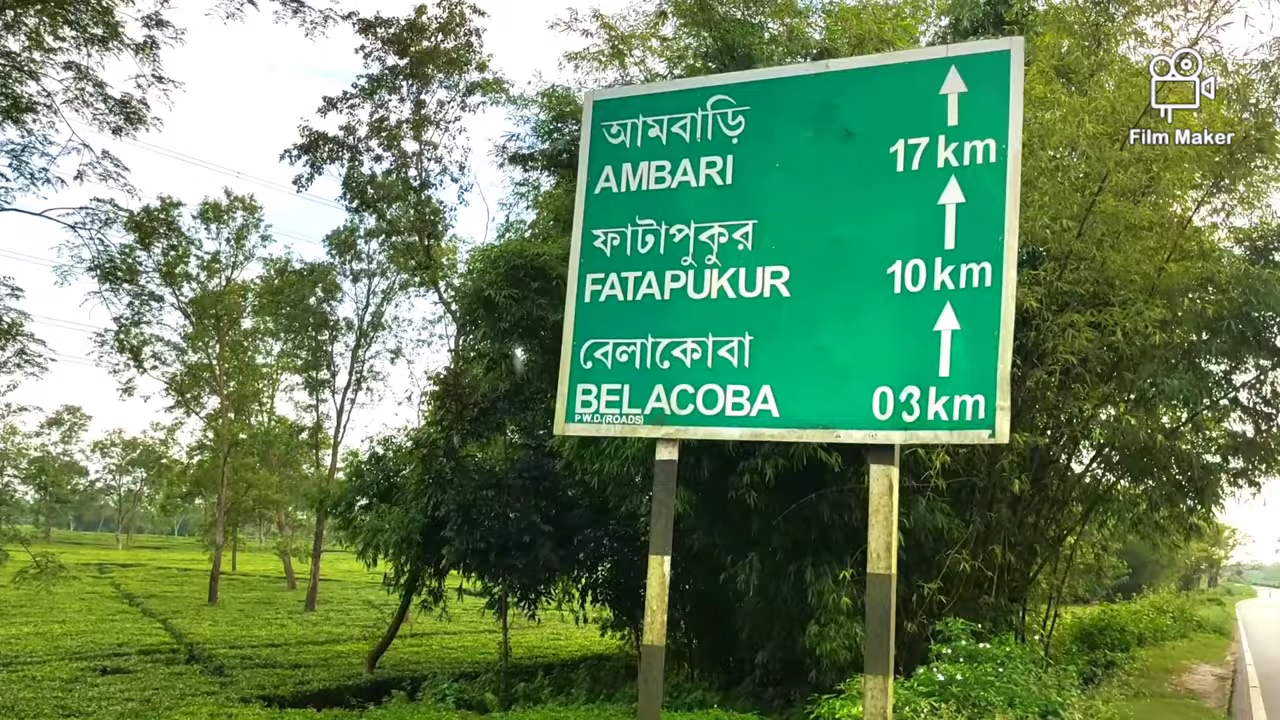 আমবাড়ি
AMBARI 17 km
ফাটাপুকুর
FATAPUKUR 10 km
বেলাকোবা
BELACOBA 03 km
P.W.D.(ROADS)
Film Maker